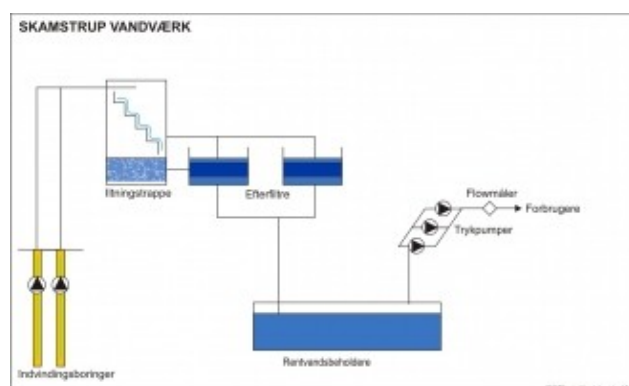 SKAMSTRUP VANDVÆRK
Iltningstrappe
Efterfiltre
Flowmåler
Forbrugere
Trykpumper
Rentvandsbeholdere
Indvindingsboringer